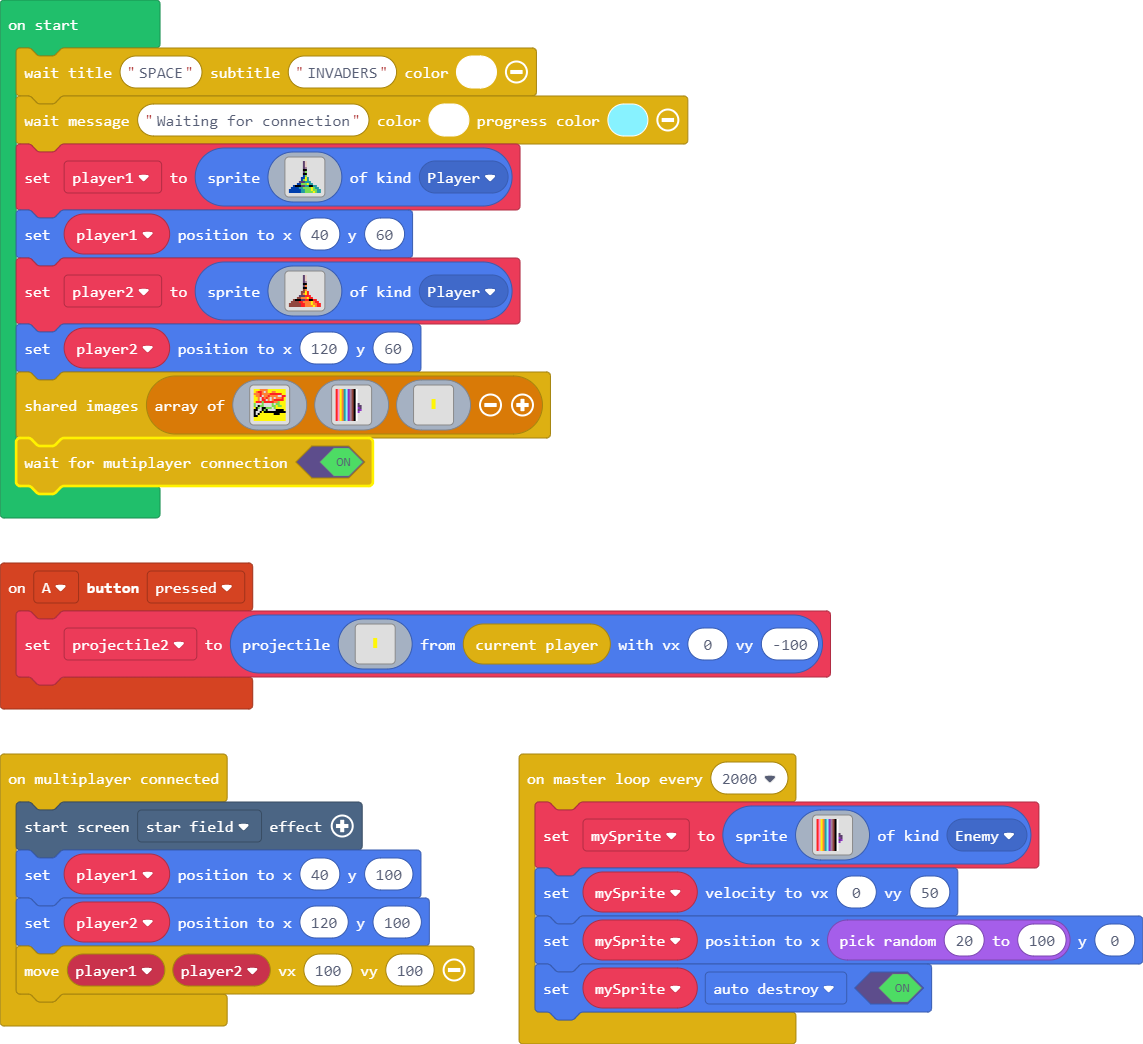 on start
wait title "SPACE" subtitle "INVADERS" color
wait message "Waiting for connection" color progress color
set player1 to sprite of kind Player
set player1 position to x 40 y 60
set player2 to sprite of kind Player
set player2 position to x 120 y 60
shared images array of
wait for mutiplayer connection ON
on A button pressed
set projectile2 to projectile from current player with vx 0 vy -100
on multiplayer connected
start screen star field effect
set player1 position to x 40 y 100
set player2 position to x 120 y 100
move player1 player2 vx 100 vy 100
on master loop every 2000
set mySprite to sprite of kind Enemy
set mySprite velocity to vx 0 vy 50
set mySprite position to x pick random 20 to 100 y 0
set mySprite auto destroy ON